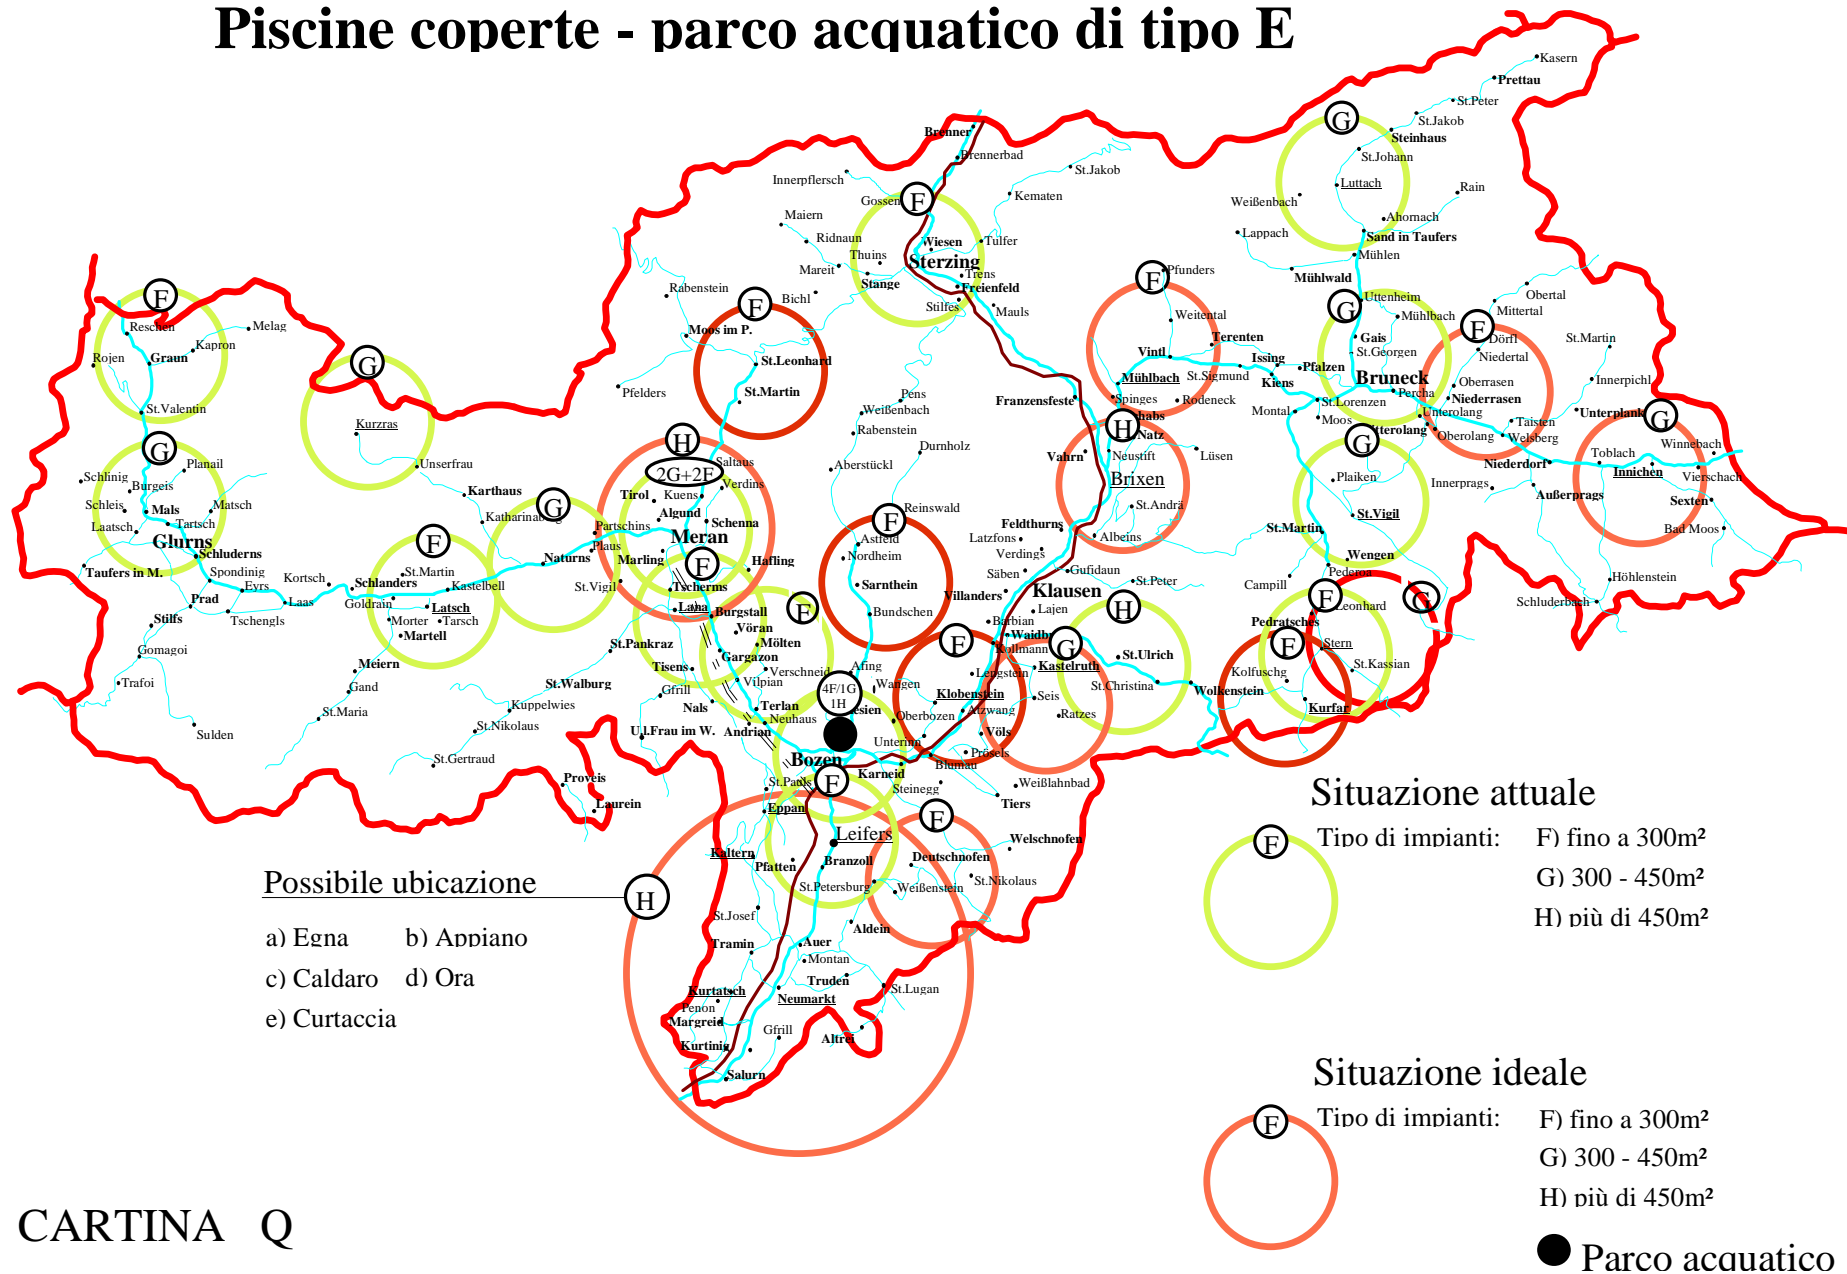 Piscine coperte - parco acquatico di tipo E
Kasern
Prettau
St.Peter
St.Jakob
Steinhaus
G
St.Johann
Luttach
Rain
Weißenbach
Ahornach
Lappach
Sand in Taufers
Mühlen
Mühlwald
Brenner
Brennerbad
St.Jakob
Innerpflersch
Kematen
Gossen
F
Maiern
Ridnaun
Wiesen
Tulfer
Thuins
Sterzing
Mareit
Trens
Stange
Freienfeld
Rabenstein
Bichl
Stilfes
Mauls
F
Pfunders
Uttenheim
Obertal
Mittertal
G
Mühlbach
Weitental
F
Dörfl
Niedertal
St.Martin
Terenten
Gais
St.Georgen
Vintl
Issing
Pfalzen
Bruneck
Innerpichl
Mühlbach
St.Sigmund
Kiens
Percha
Oberrasen
Niederrasen
Spinges
Rodeneck
St.Lorenzen
Montal
Moos
Unterolang
Unterplank
G
Taisten
Franzensfeste
H
Natz
Oberolang
Welsberg
Winnebach
Vahrn
Neustift
Lüsen
Niederdorf
Toblach
Innichen
Vierschach
Brixen
Plaiken
Innerprags
Außerprags
Sexten
St.Andrä
St.Vigil
Bad Moos
Feldthurns
St.Martin
Latzfons
Albeins
Verdings
Wengen
Säben
Gufidaun
Pederoa
Höhlenstein
St.Peter
Campill
Villanders
Klausen
Schluderbach
Lajen
H
F
G
Barbian
Pedratsches
Leonhard
Kollmann
G
F
Stern
Kastelruth
St.Ulrich
Kolfuschg
St.Kassian
Lengstein
St.Christina
Wolkenstein
Seis
Kurfar
Ratzes
Völs
Prösels
Weißlahnbad
Tiers
F
Reschen
Melag
Rojen
Graun
Kapron
St.Valentin
G
Kurzras
G
Planail
Unserfrau
Schlinig
Burgeis
Schleis
Mals
Matsch
Karthaus
Laatsch
Tartsch
Katharinaberg
G
Glurns
Schluderns
Taufers in M.
Spondinig
Eyrs
Kortsch
Schlanders
F
St.Martin
Kastelbell
Naturns
Prad
Laas
Goldrain
Latsch
Stilfs
Tschengls
Morter
Tarsch
Martell
Gomagoi
Meiern
Trafoi
Gand
St.Maria
Sulden
St.Gertraud
St.Nikolaus
Kuppelwies
St.Walburg
St.Pankraz
Proveis
Laurein
U.l.Frau im W.
F
Moos im P.
St.Leonhard
Pfelders
St.Martin
H
2G+2F
Saltaus
Verdins
Tirol
Kuens
Partschins
Algund
Schenna
Plaus
Meran
Marling
F
Hafling
St.Vigil
Tscherms
Lana
Burgstall
F
Vöran
Mölten
Gargazon
Tisens
Verschneid
Vilpian
Gfrill
Nals
Terlan
Neuhaus
Andrian
Pens
Weißenbach
Rabenstein
Durnholz
Aberstückl
Reinswald
F
Astfeld
Nordheim
Sarnthein
Bundschen
Afing
Wangen
4F/1G
1H
F
Klobenstein
Oberbozen
Atzwang
Unterinn
Bozen
Karneid
Blumau
St.Pauls
F
Steinegg
Eppan
Leifers
F
Welschnofen
Kaltern
Pfatten
Branzoll
Deutschnofen
St.Petersburg
Weißenstein
St.Nikolaus
St.Josef
Aldein
Tramin
Auer
Montan
Truden
Kurtatsch
St.Lugan
Penon
Neumarkt
Margreid
Gfrill
Altrei
Kurtinig
Salurn
Possibile ubicazione
H
a) Egna b) Appiano
c) Caldaro d) Ora
e) Curtaccia
Situazione attuale
F
Tipo di impianti: F) fino a 300m²
G) 300 - 450m²
H) più di 450m²
Situazione ideale
F
Tipo di impianti: F) fino a 300m²
G) 300 - 450m²
H) più di 450m²
Parco acquatico
CARTINA Q